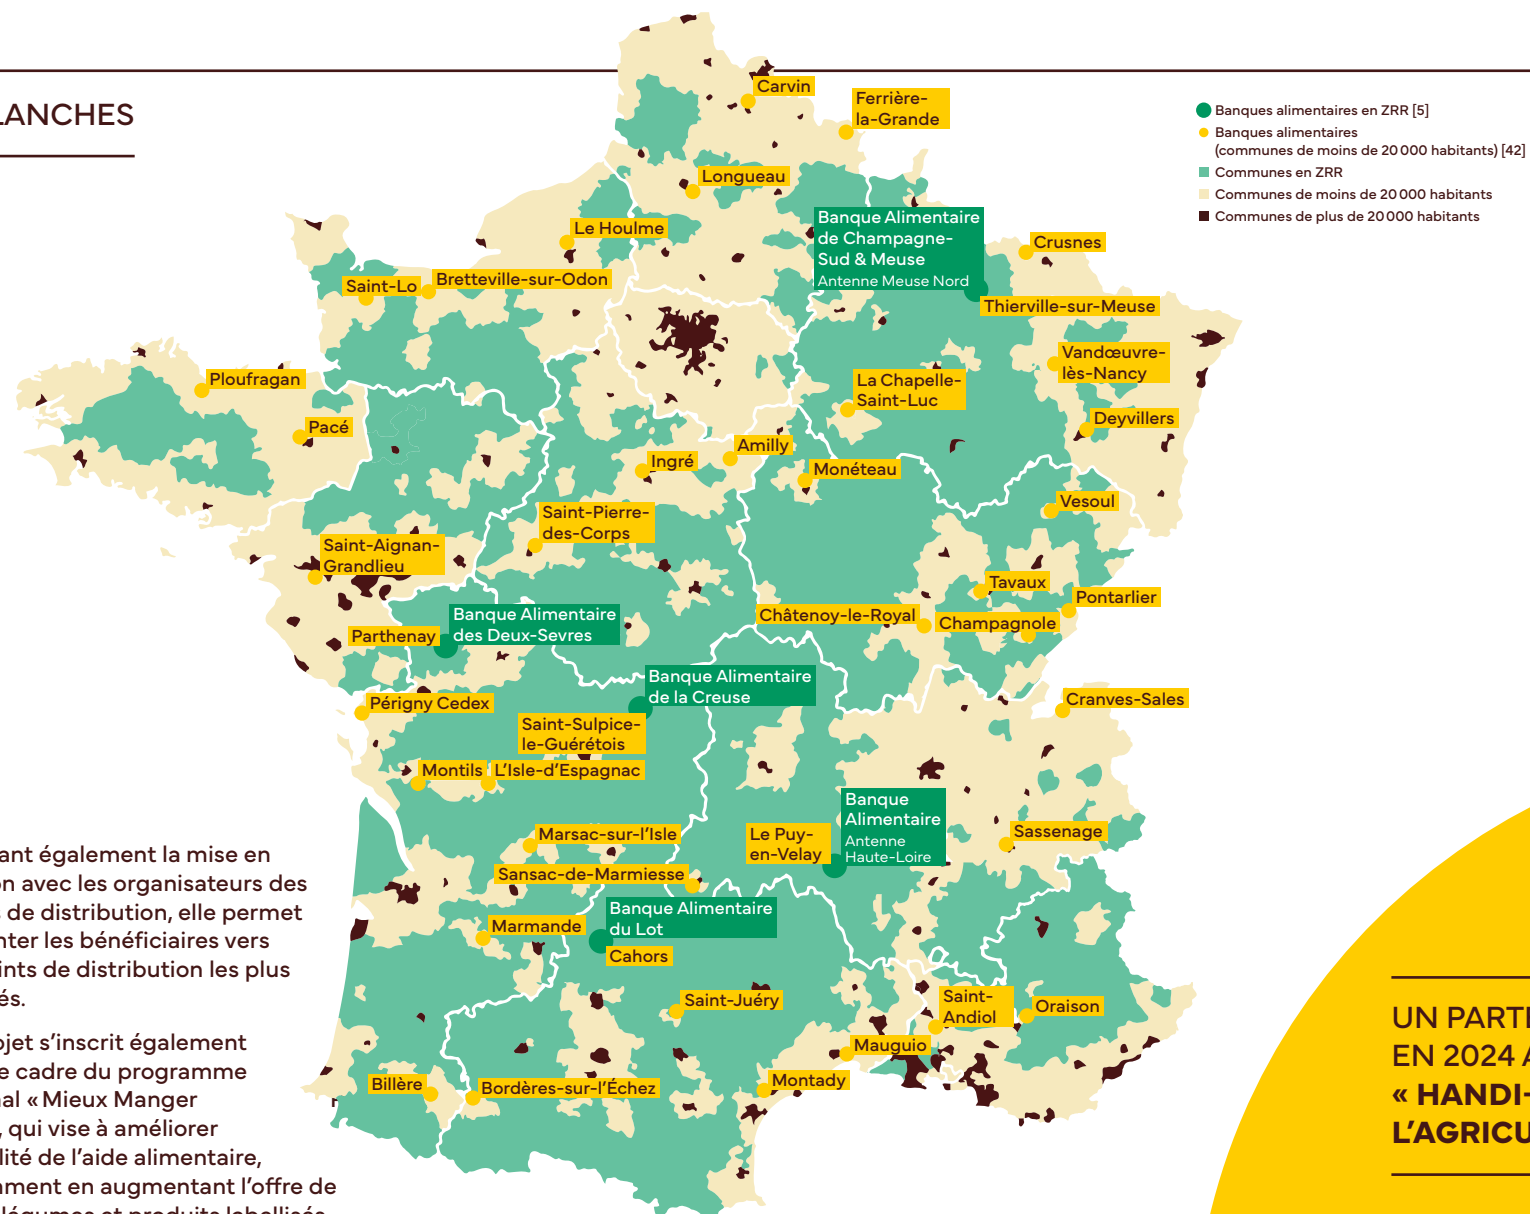 LANCHES
Banques alimentaires en ZRR [5]
Banques alimentaires
(communes de moins de 20 000 habitants) [42]
Communes en ZRR
Communes de moins de 20 000 habitants
Communes de plus de 20 000 habitants
Carvin
Ferrière-
la-Grande
Longueau
Le Houlme
Banque Alimentaire
de Champagne-
Sud & Meuse
Antenne Meuse Nord
Crusnes
Saint-Lo
Bretteville-sur-Odon
Thierville-sur-Meuse
Vandœuvre-
lès-Nancy
Ploufragan
La Chapelle-
Saint-Luc
Pacé
Deyvillers
Amilly
Ingré
Monéteau
Vesoul
Saint-Pierre-
des-Corps
Saint-Aignan-
Grandlieu
Tavaux
Pontarlier
Banque Alimentaire
des Deux-Sevres
Parthenay
Châtenoy-le-Royal
Champagnole
Banque Alimentaire
de la Creuse
Périgny Cedex
Cranves-Sales
Saint-Sulpice-
le-Guérétois
Montils
L'Isle-d'Espagnac
Banque
Alimentaire
Antenne
Haute-Loire
Marsac-sur-l'Isle
Le Puy-
en-Velay
Sassenage
Sansac-de-Marmiesse
Banque Alimentaire
du Lot
Marmande
Cahors
Saint-Juéry
Saint-
Andiol
Oraison
Mauguio
Billère
Bordères-sur-l'Échez
Montady
ant également la mise en
on avec les organisateurs des
s de distribution, elle permet
nter les bénéficiaires vers
ints de distribution les plus
és.
ojet s'inscrit également
e cadre du programme
nal « Mieux Manger
, qui vise à améliorer
lité de l'aide alimentaire,
mment en augmentant l'offre de
légumes et produits labellisés
UN PARTE
EN 2024 A
« HANDI-
L'AGRICU